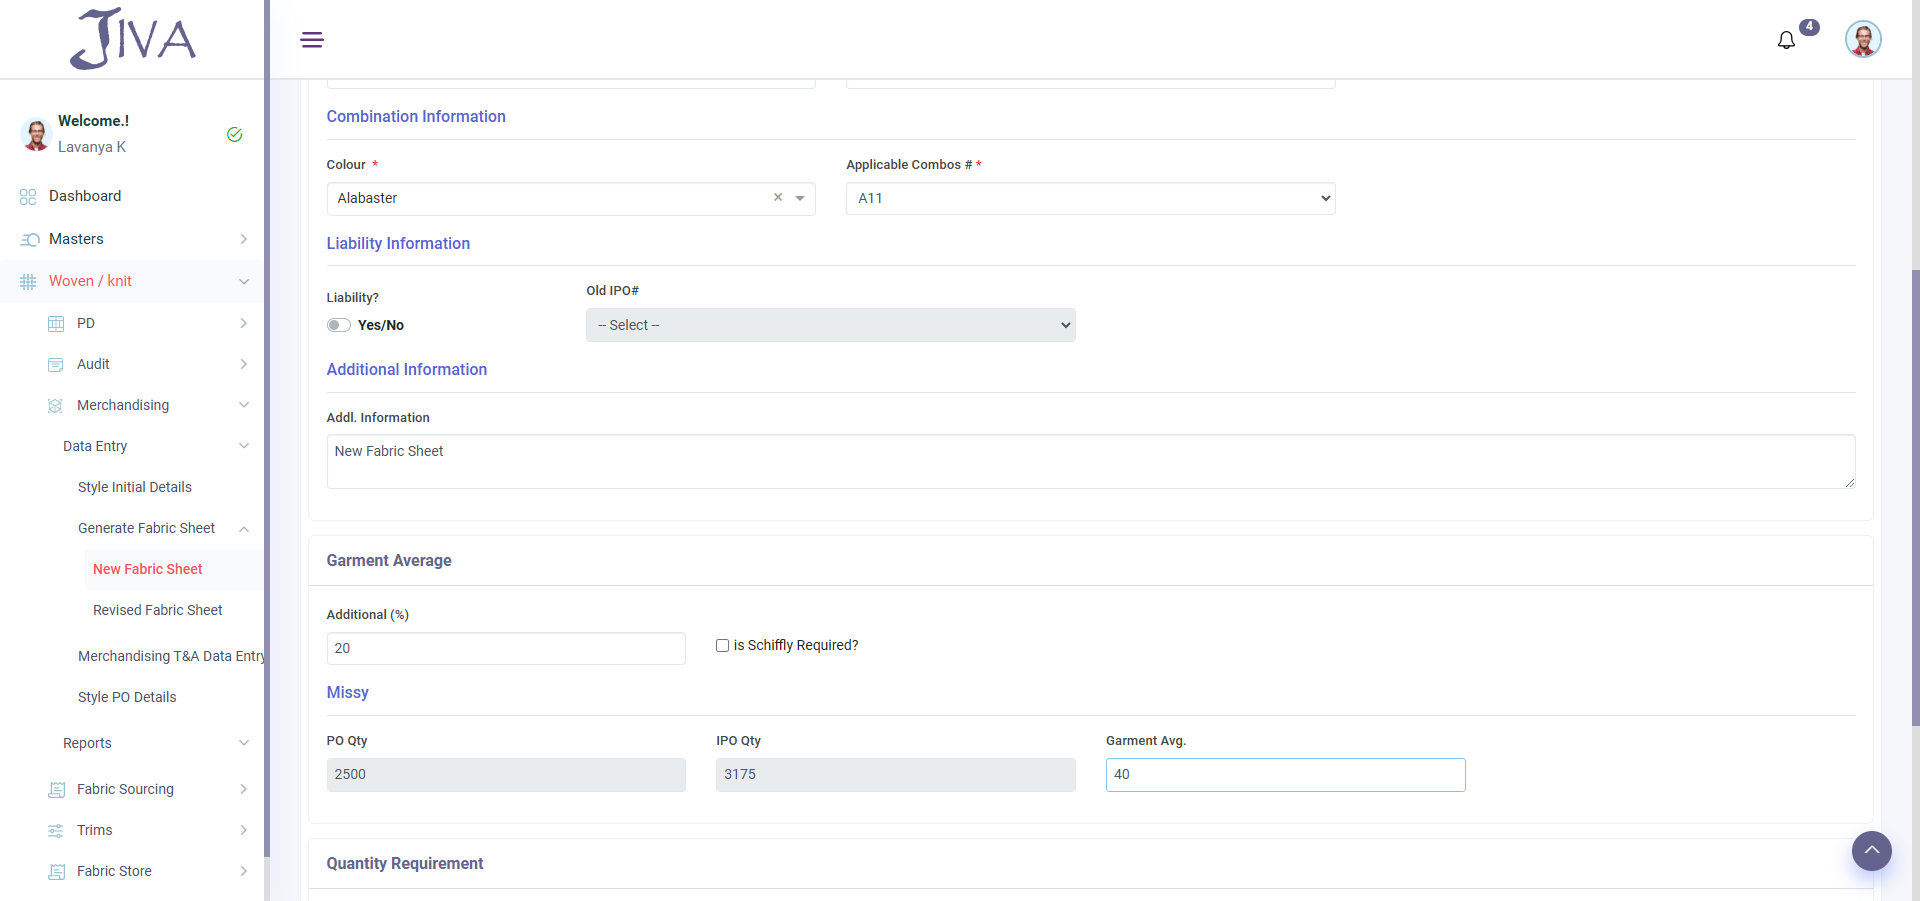 JIVA
4
Welcome.!
Lavanya K
Dashboard
Masters
Woven / knit
PD
Audit
Merchandising
Data Entry
Style Initial Details
Generate Fabric Sheet
New Fabric Sheet
Revised Fabric Sheet
Merchandising T&A Data Entry
Style PO Details
Reports
Fabric Sourcing
Trims
Fabric Store
Combination Information
Colour *
Applicable Combos # *
Alabaster
A11
Liability Information
Liability?
Old IPO#
Yes/No
-- Select --
Additional Information
Addl. Information
New Fabric Sheet
Garment Average
Additional (%)
20
is Schiffly Required?
Missy
PO Qty
IPO Qty
Garment Avg.
2500
3175
40
Quantity Requirement